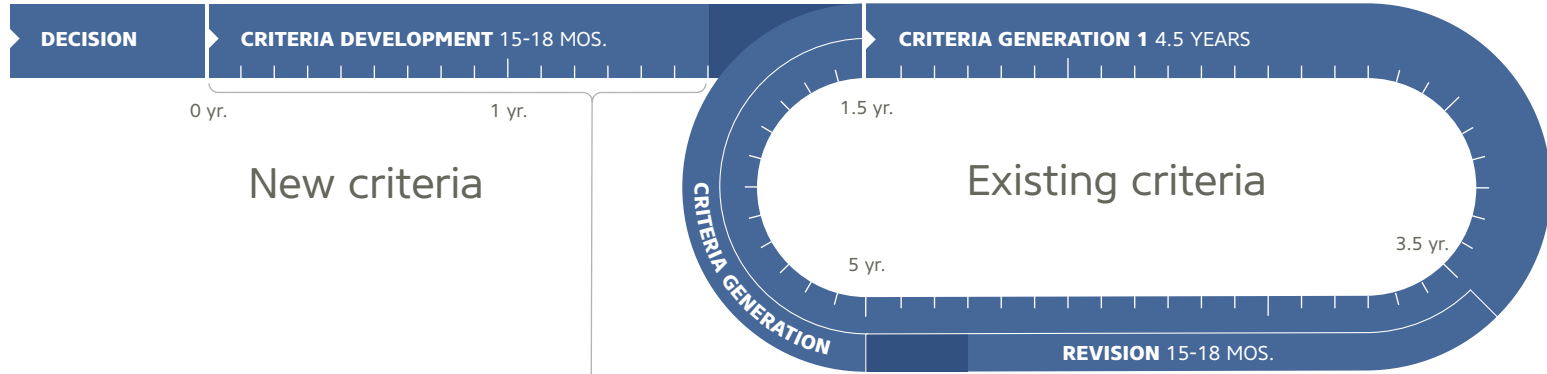 DECISION
CRITERIA DEVELOPMENT 15-18 MOS.
CRITERIA GENERATION 1 4.5 YEARS
0 yr.
1 yr.
1.5 yr.
New criteria
Existing criteria
CRITERIA GENERATION
3.5 yr.
5 yr.
REVISION 15-18 MOS.